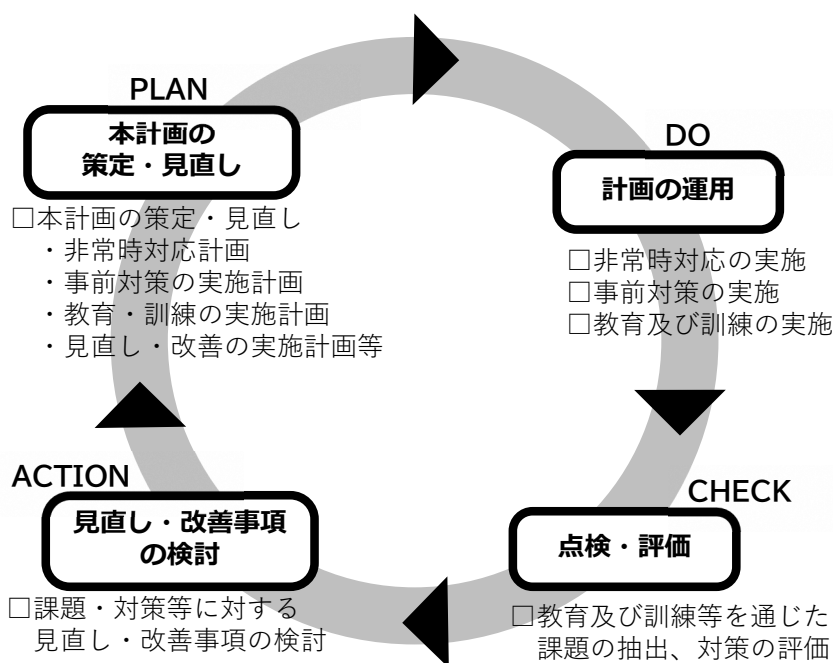 PLAN
本計画の
策定・見直し
□本計画の策定・見直し
・非常時対応計画
・事前対策の実施計画
・教育・訓練の実施計画
・見直し・改善の実施計画等
DO
計画の運用
□非常時対応の実施
□事前対策の実施
□教育及び訓練の実施
CHECK
点検・評価
□教育及び訓練等を通じた
課題の抽出、対策の評価
ACTION
見直し・改善事項
の検討
□課題・対策等に対する
見直し・改善事項の検討